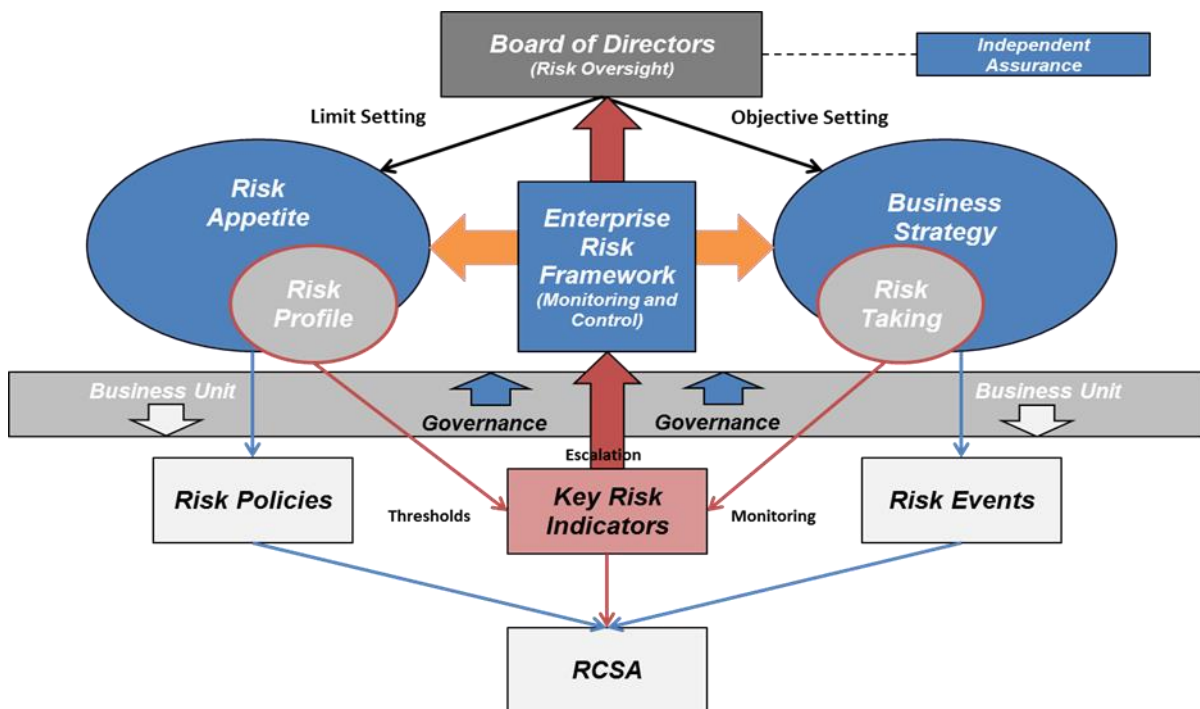 Board of Directors
(Risk Oversight)
Independent
Assurance
Limit Setting
Objective Setting
Risk
Appetite
Risk
Profile
Enterprise
Risk
Framework
(Monitoring and
Control)
Business
Strategy
Risk
Taking
Business Unit
Governance
Governance
Business Unit
Escalation
Risk Policies
Thresholds
Key Risk
Indicators
Monitoring
Risk Events
RCSA